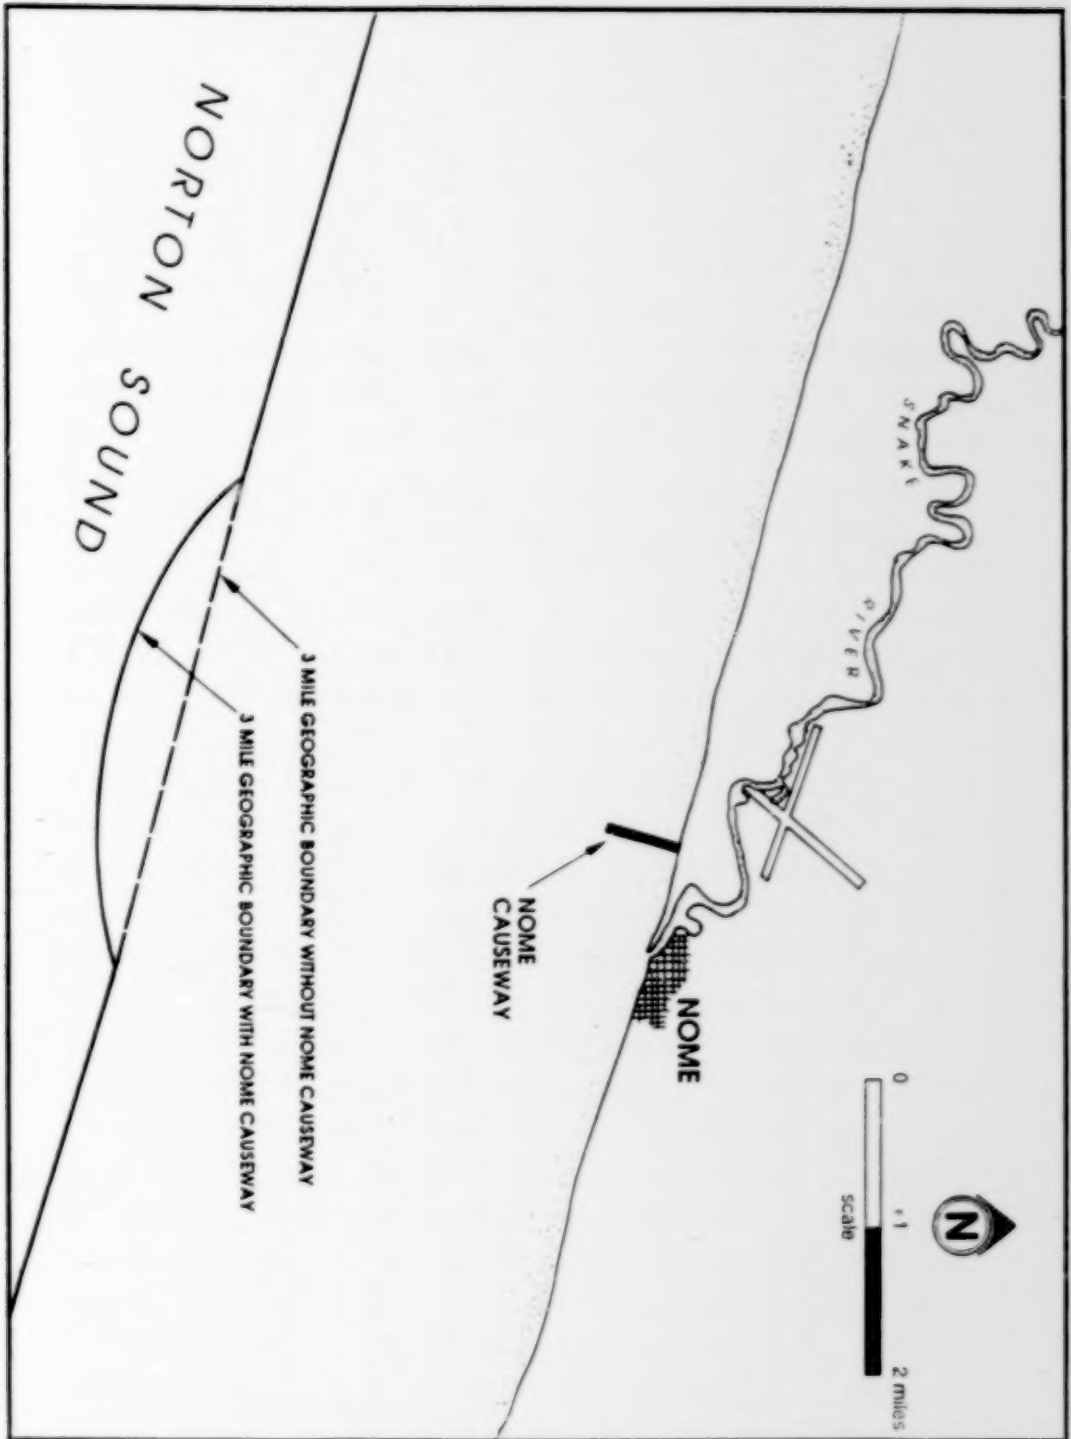 NORTON SOUND
SNAKE
RIVER
3 MILE GEOGRAPHIC BOUNDARY WITHOUT NOME CAUSEWAY
3 MILE GEOGRAPHIC BOUNDARY WITH NOME CAUSEWAY
NOME
CAUSEWAY
NOME
0 1 2 miles
scale
N